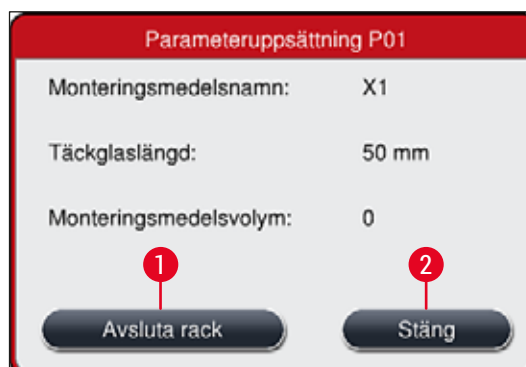 Parameteruppsättning P01
Monteringsmedelsnamn: X1
Täckglaslängd: 50 mm
Monteringsmedelsvolym: 0
1 2
Avsluta rack Stäng